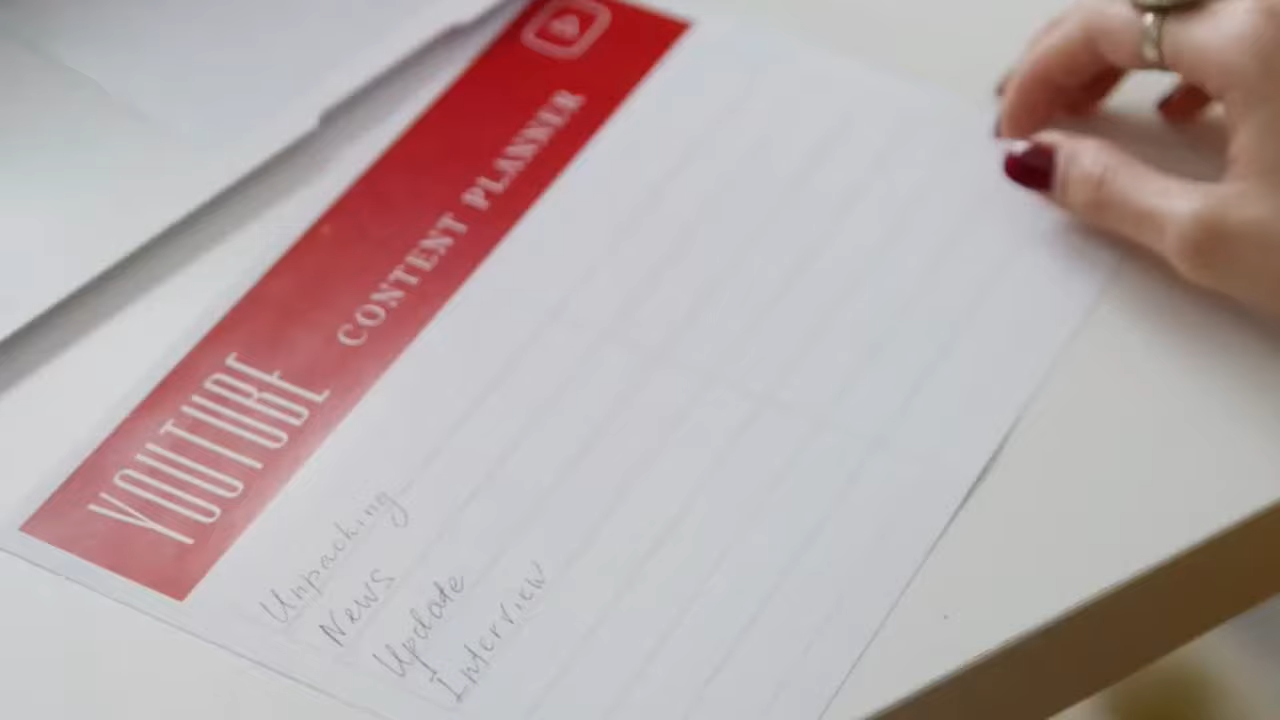 YOUTUBE CONTENT PLANNER
Unpacking
News
Update
Interview